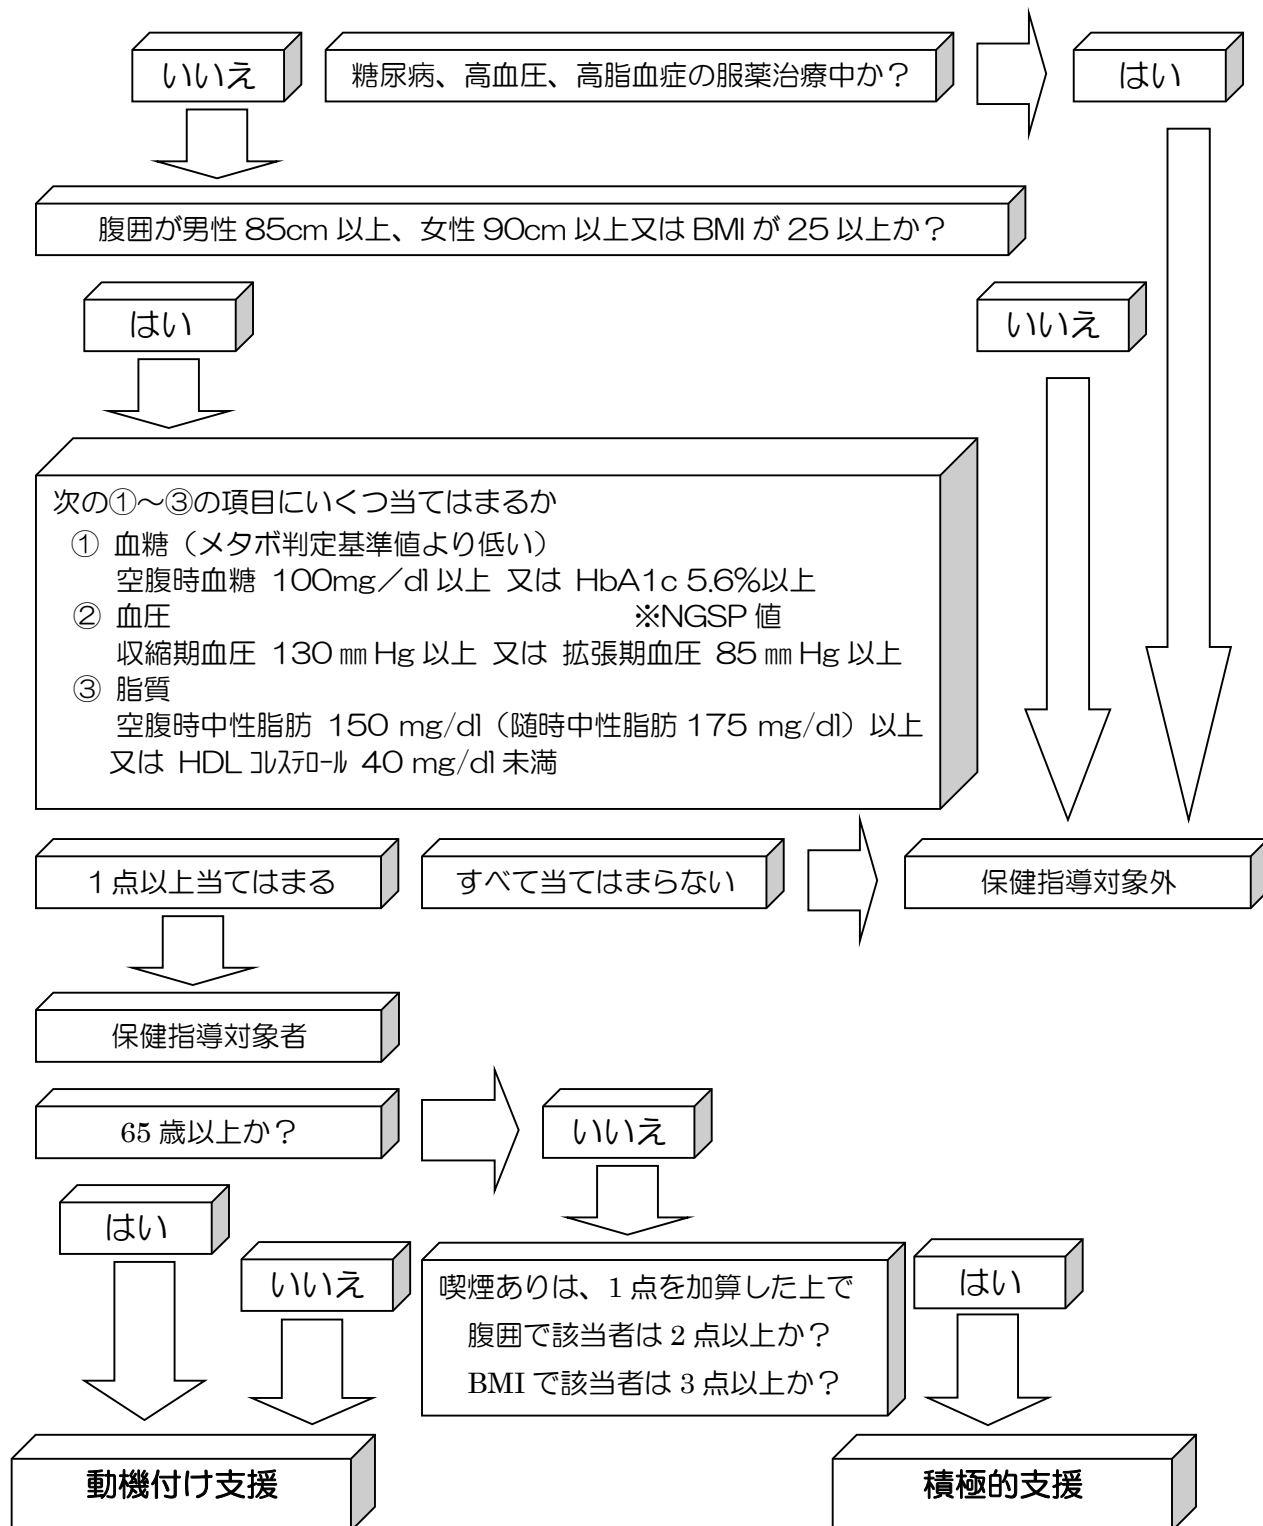 いいえ
糖尿病、高血圧、高脂血症の服薬治療中か？
はい
腹囲が男性 85cm 以上、女性 90cm 以上又は BMI が 25 以上か？
はい
いいえ
次の①～③の項目にいくつ当てはまるか
① 血糖（メタボ判定基準値より低い）
空腹時血糖 100mg／dl 以上 又は HbA1c 5.6%以上
② 血圧 ※NGSP 値
収縮期血圧 130 ㎜ Hg 以上 又は 拡張期血圧 85 ㎜ Hg 以上
③ 脂質
空腹時中性脂肪 150 mg/dl（随時中性脂肪 175 mg/dl）以上
又は HDL ｺﾚｽﾃﾛｰﾙ 40 mg/dl 未満
1 点以上当てはまる
すべて当てはまらない
保健指導対象外
保健指導対象者
65 歳以上か？
いいえ
はい
いいえ
喫煙ありは、1 点を加算した上で
腹囲で該当者は 2 点以上か？
BMI で該当者は 3 点以上か？
はい
動機付け支援
積極的支援